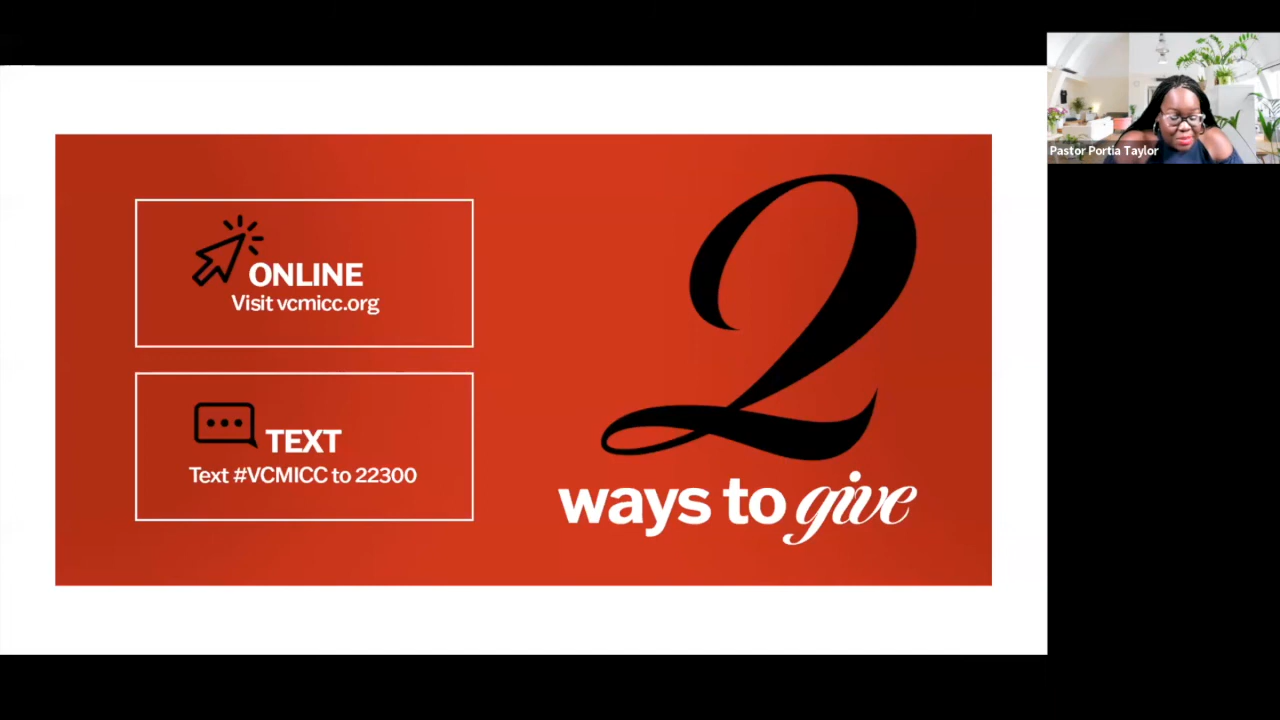 ONLINE
Visit vcmicc.org
TEXT
Text #VCMICC to 22300
2
ways to give
Pastor Portia Taylor